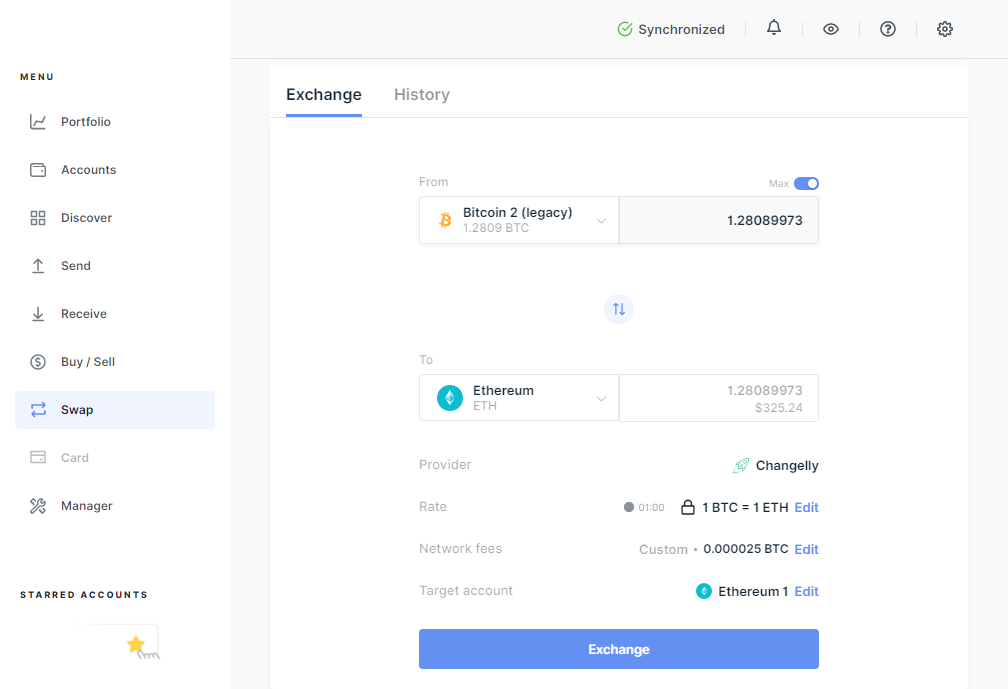 Synchronized
MENU
Portfolio
Accounts
Discover
Send
Receive
Buy / Sell
Swap
Card
Manager
STARRED ACCOUNTS
Exchange History
From Max
Bitcoin 2 (legacy)
1.2809 BTC
1.28089973
To
Ethereum
ETH
1.28089973
$325.24
Provider Changelly
Rate 01:00 1 BTC = 1 ETH Edit
Network fees Custom • 0.000025 BTC Edit
Target account Ethereum 1 Edit
Exchange